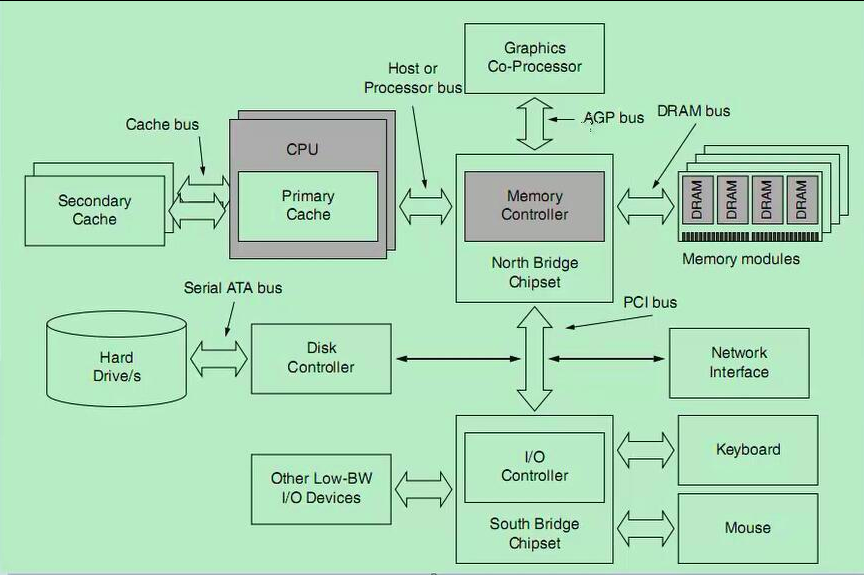 Graphics
Co-Processor
Host or
Processor bus
AGP bus
DRAM bus
Cache bus
CPU
Secondary
Cache
Primary
Cache
Memory
Controller
DRAM
DRAM
DRAM
DRAM
North Bridge
Chipset
Memory modules
Serial ATA bus
PCI bus
Hard
Drive/s
Disk
Controller
Network
Interface
I/O
Controller
Keyboard
Other Low-BW
I/O Devices
South Bridge
Chipset
Mouse